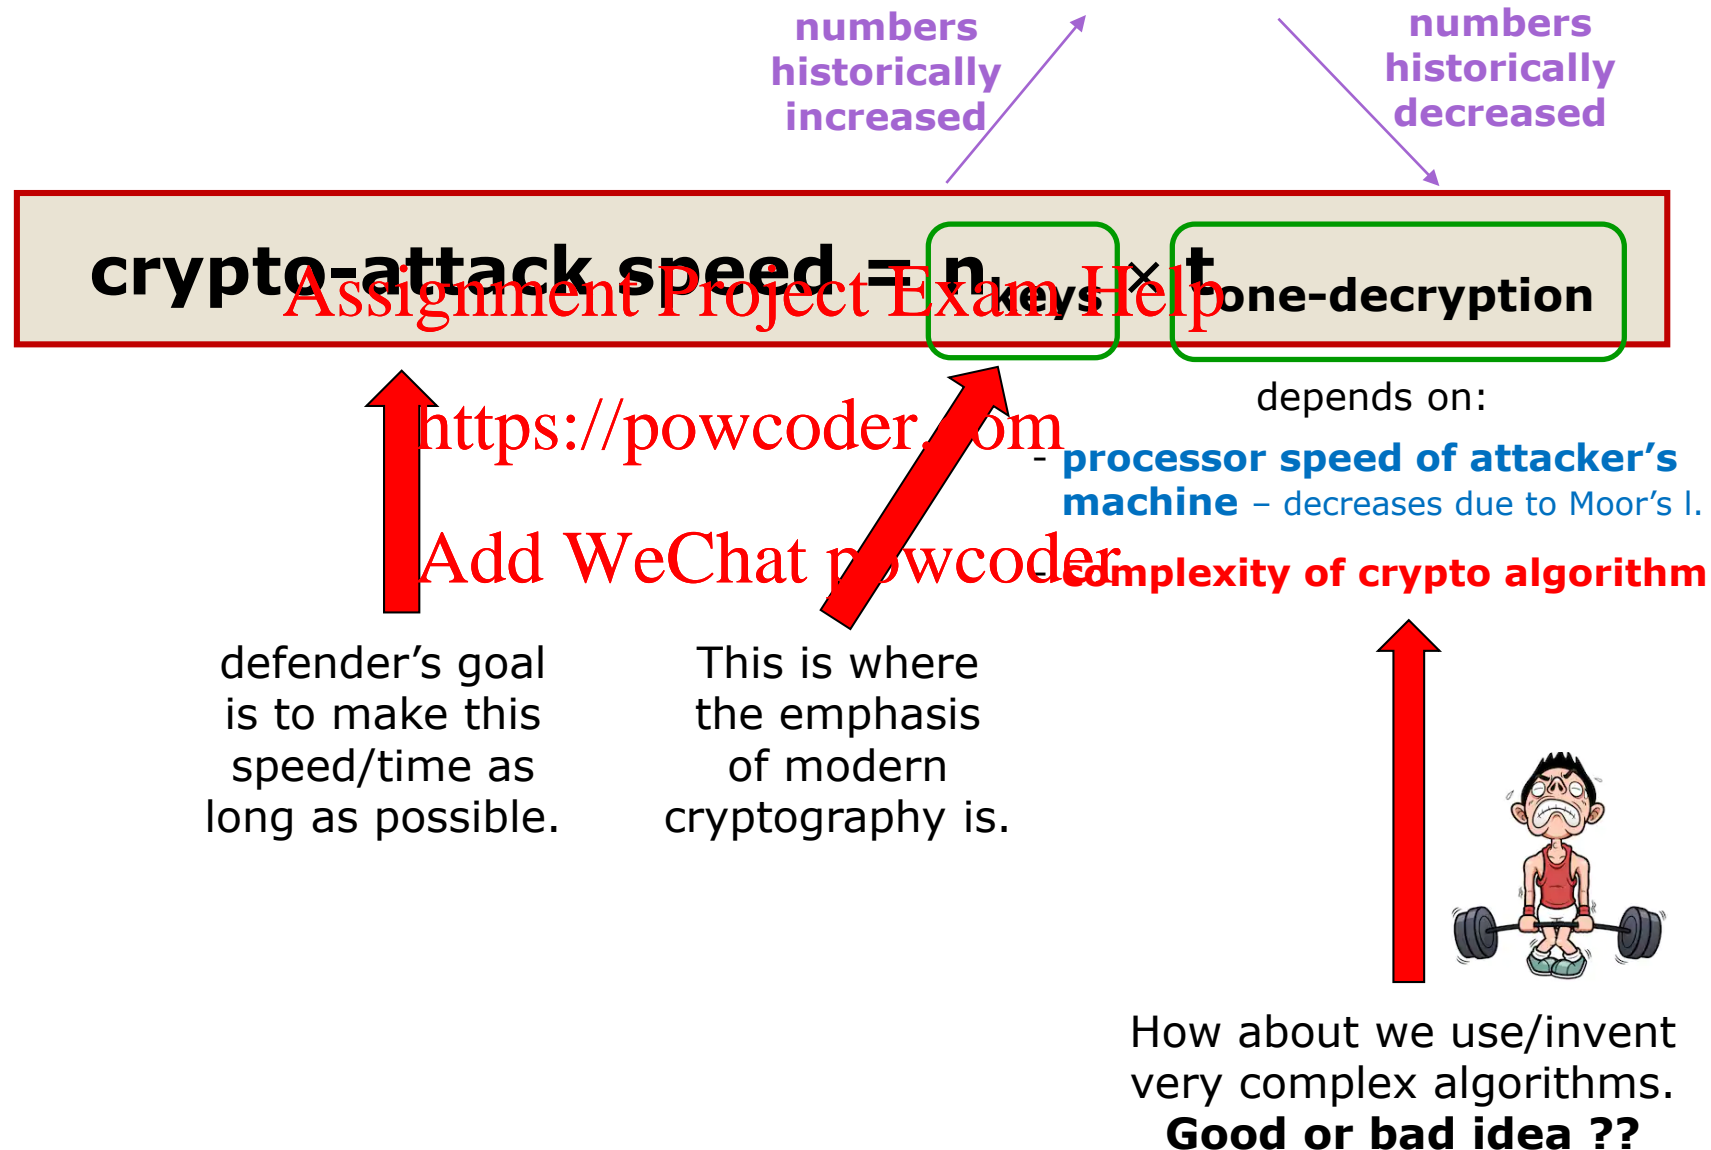 numbers
historically
increased
numbers
historically
decreased
crypto-attack speed = n keys × t one-decryption
Assignment Project Exam Help
depends on:
https://powcoder.com
- processor speed of attacker’s
machine – decreases due to Moor’s l.
Add WeChat powcoder
- complexity of crypto algorithm
defender’s goal
is to make this
speed/time as
long as possible.
This is where
the emphasis
of modern
cryptography is.
How about we use/invent
very complex algorithms.
Good or bad idea ??